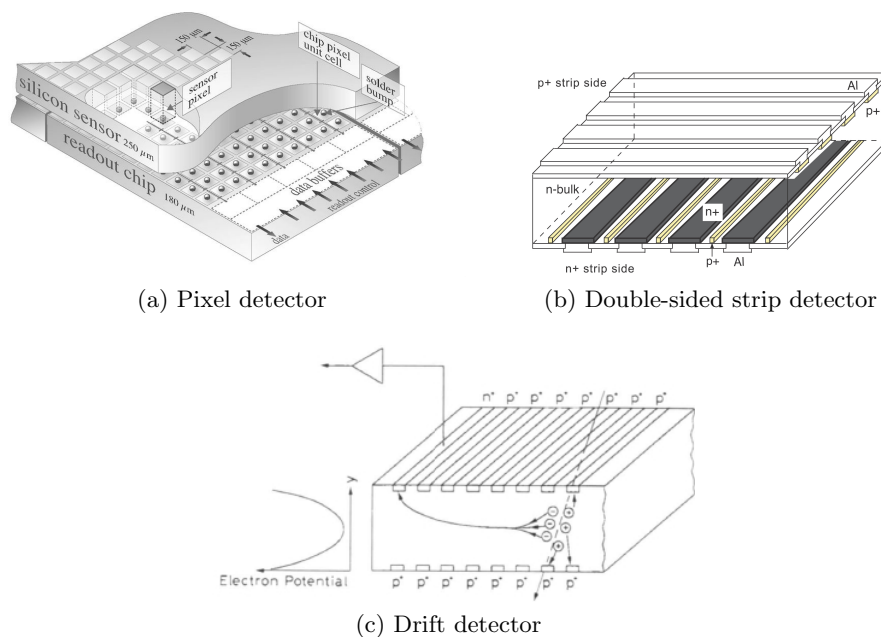 150 μm
150 μm
chip pixel
unit cell
solder
bump
sensor
pixel
silicon sensor 250 μm
readout chip 180 μm
data buffers
readout control
data
(a) Pixel detector
p+ strip side
Al
p+
n-bulk
n+
n+ strip side
p+
Al
(b) Double-sided strip detector
n⁺ p⁺ p⁺ p⁺ p⁺ p⁺ p⁺ p⁺
y
− + − + − + +
Electron Potential
p⁺ p⁺ p⁺ p⁺ p⁺ p⁺ p⁺ p⁺
(c) Drift detector